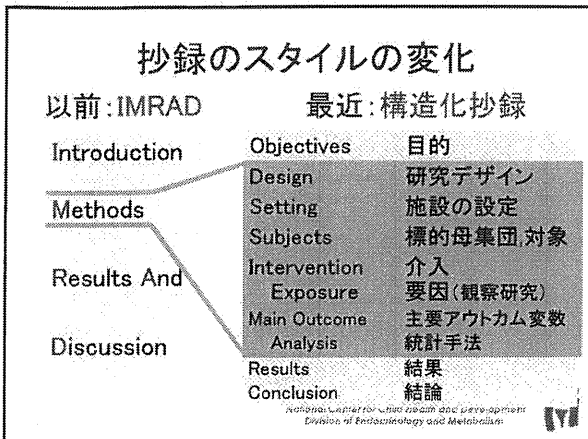 抄録のスタイルの変化
以前:IMRAD
最近:構造化抄録
Introduction
Methods
Results And
Discussion
Objectives 目的
Design 研究デザイン
Setting 施設の設定
Subjects 標的母集団,対象
Intervention 介入
Exposure 要因(観察研究)
Main Outcome 主要アウトカム変数
Analysis 統計手法
Results 結果
Conclusion 結論
National Center for Child Health and Development
Division of Endocrinology and Metabolism